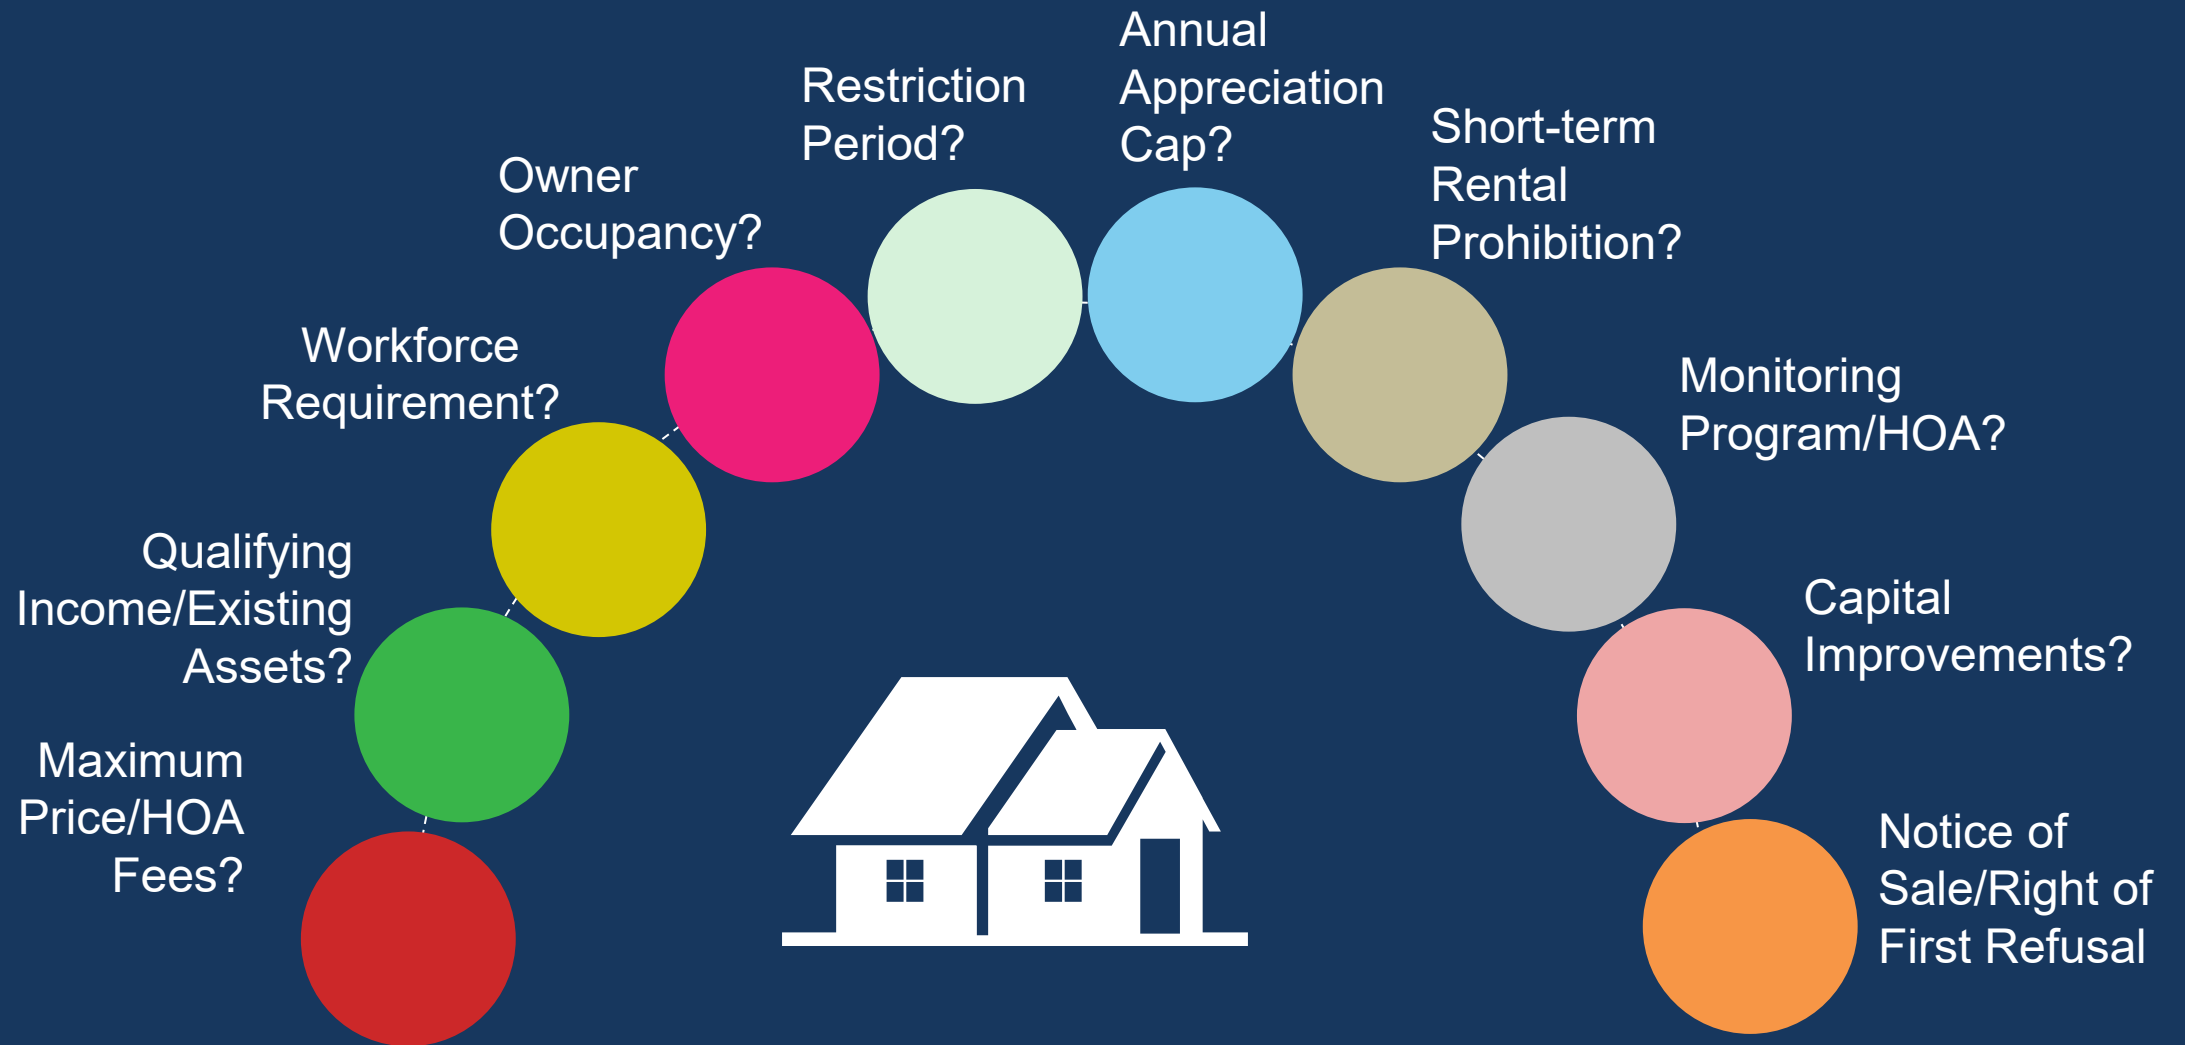 Maximum
Price/HOA
Fees?
Qualifying
Income/Existing
Assets?
Workforce
Requirement?
Owner
Occupancy?
Restriction
Period?
Annual
Appreciation
Cap?
Short-term
Rental
Prohibition?
Monitoring
Program/HOA?
Capital
Improvements?
Notice of
Sale/Right of
First Refusal